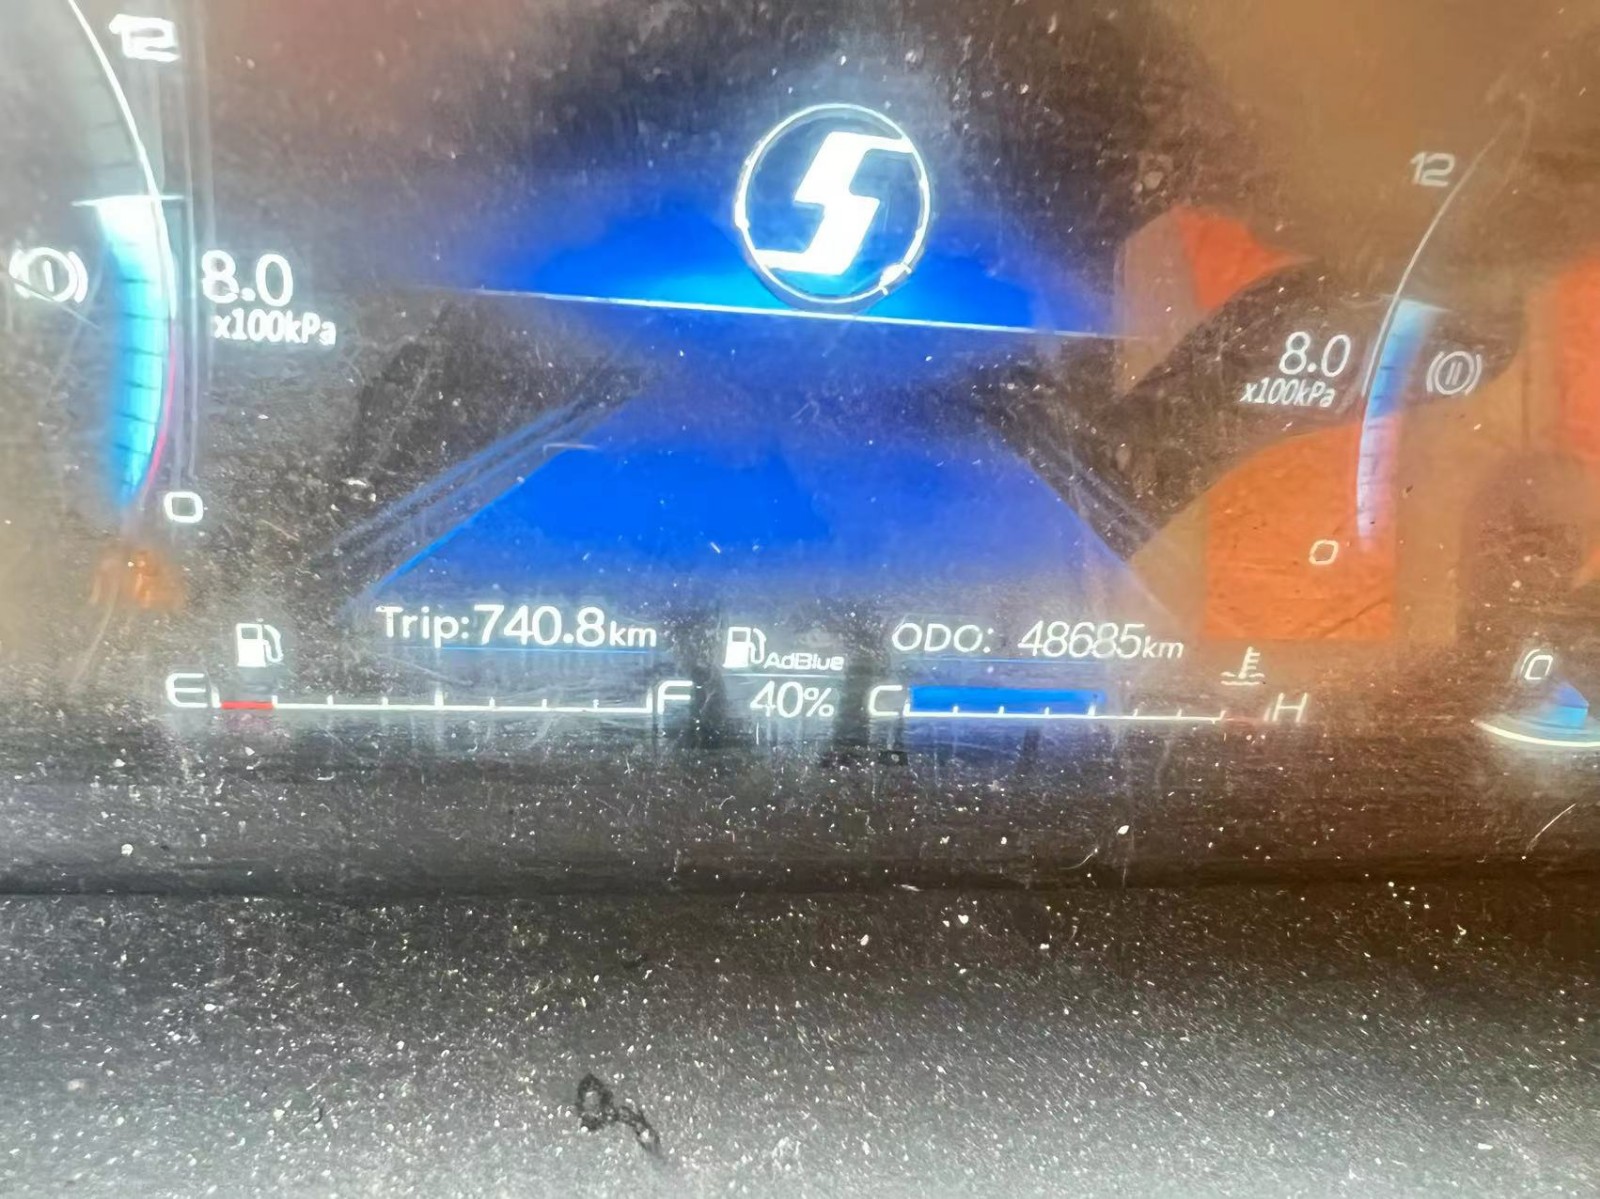 12
12
8.0
x100kPa
8.0
x100kPa
0
0
Trip:740.8km
AdBlue
ODO: 48685km
E
F
40%
C
H